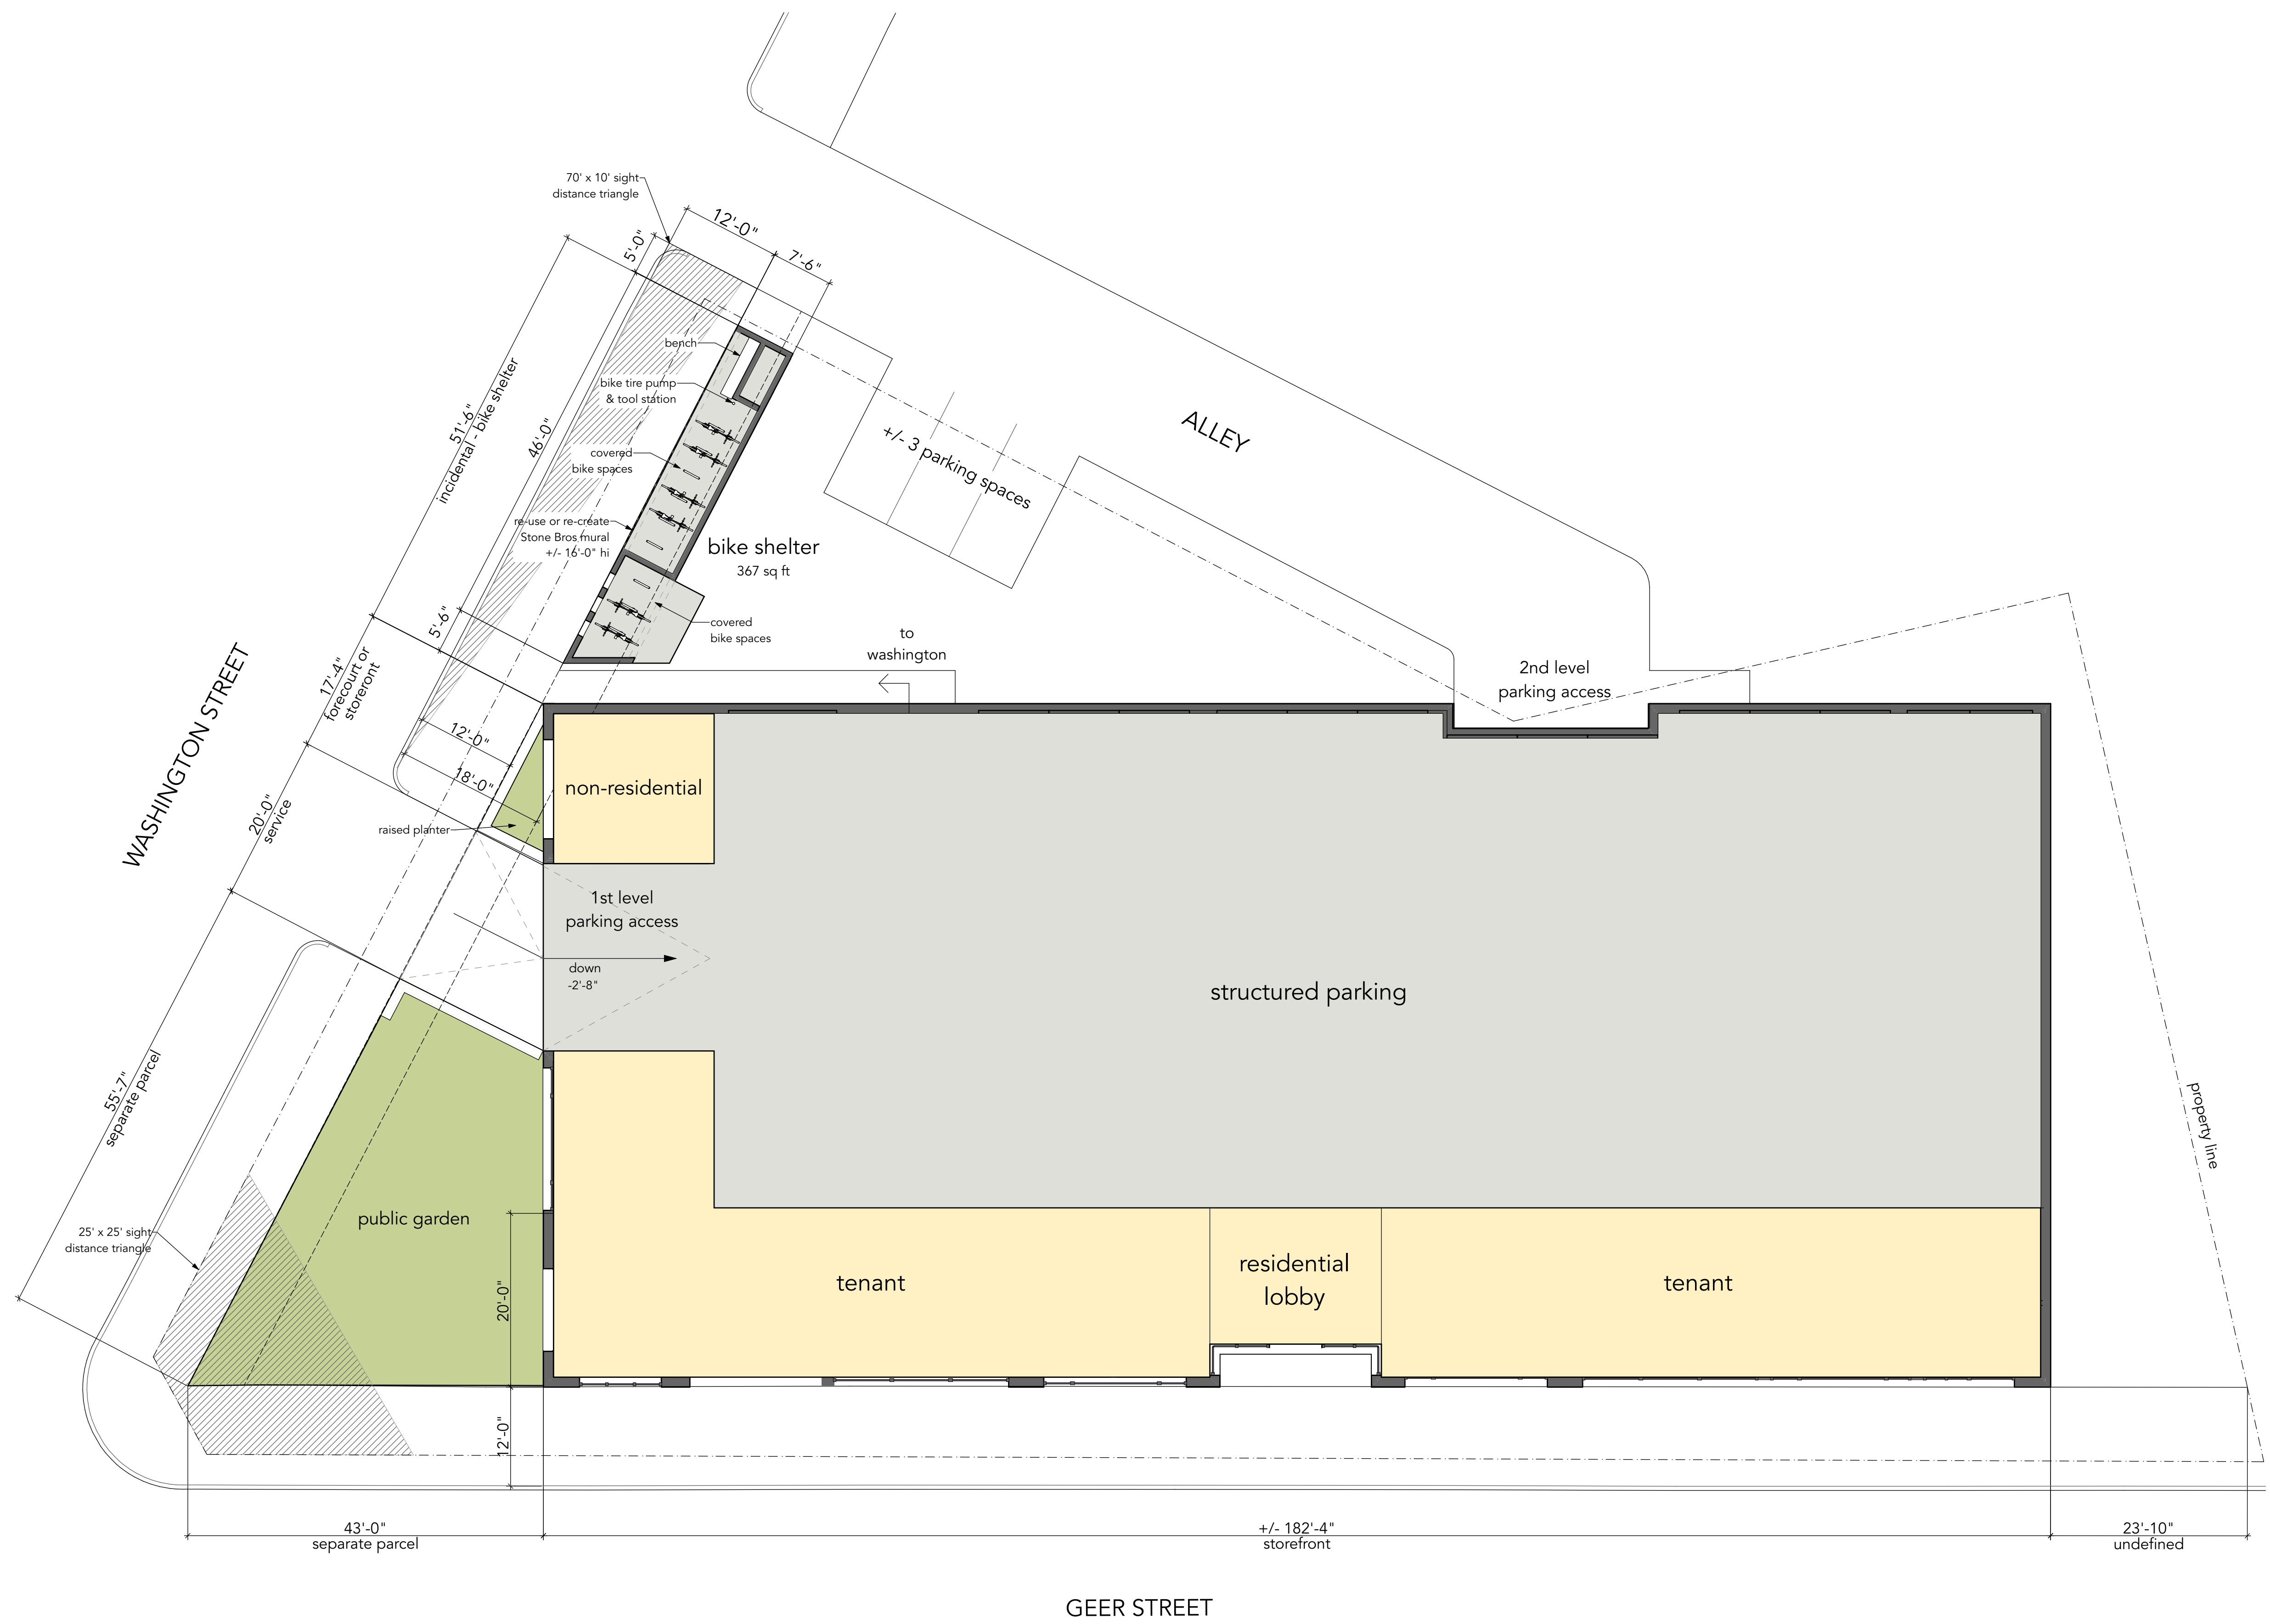 70' x 10' sight
distance triangle
12'-0"
5'-0"
7'-6"
bench
bike tire pump
& tool station
51'-6"
incidental - bike shelter
46'-0"
covered
bike spaces
+/- 3 parking spaces
ALLEY
re-use or re-create
Stone Bros mural
+/- 16'-0" hi
bike shelter
367 sq ft
5'-6"
covered
bike spaces
to
washington
2nd level
parking access
WASHINGTON STREET
17'-4"
forecourt or
storefront
12'-0"
18'-0"
non-residential
20'-0"
service
raised planter
1st level
parking access
down
-2'-8"
structured parking
55'-7"
separate parcel
property line
public garden
25' x 25' sight
distance triangle
20'-0"
tenant
residential
lobby
tenant
12'-0"
43'-0"
separate parcel
+/- 182'-4"
storefront
23'-10"
undefined
GEER STREET